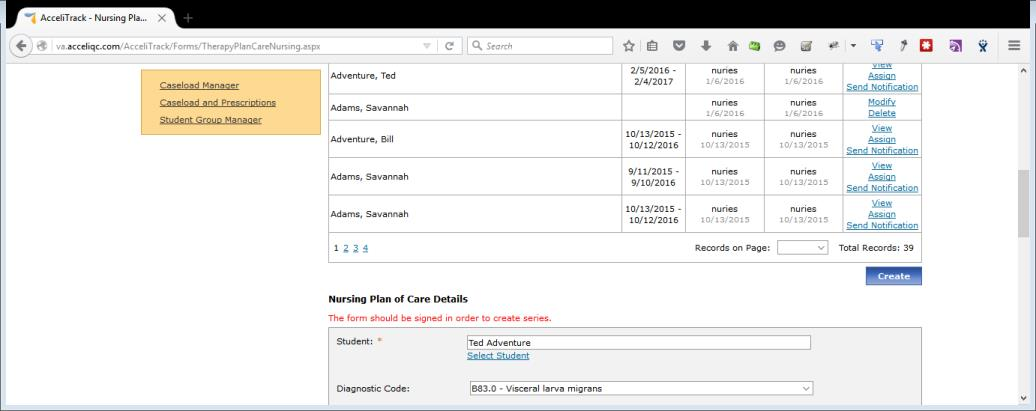 AcceliTrack - Nursing Pla...
va.acceliqc.com/AcceliTrack/Forms/TherapyPlanCareNursing.aspx
Search
Caseload Manager
Caseload and Prescriptions
Student Group Manager
Adventure, Ted 2/5/2016 - 2/4/2017 nuries 1/6/2016 nuries 1/6/2016 View Assign Send Notification
Adams, Savannah nuries 1/6/2016 nuries 1/6/2016 Modify Delete
Adventure, Bill 10/13/2015 - 10/12/2016 nuries 10/13/2015 nuries 10/13/2015 View Assign Send Notification
Adams, Savannah 9/11/2015 - 9/10/2016 nuries 10/13/2015 nuries 10/13/2015 View Assign Send Notification
Adams, Savannah 10/13/2015 - 10/12/2016 nuries 10/13/2015 nuries 10/13/2015 View Assign Send Notification
1 2 3 4 Records on Page: Total Records: 39
Create
Nursing Plan of Care Details
The form should be signed in order to create series.
Student: * Ted Adventure
Select Student
Diagnostic Code: B83.0 - Visceral larva migrans